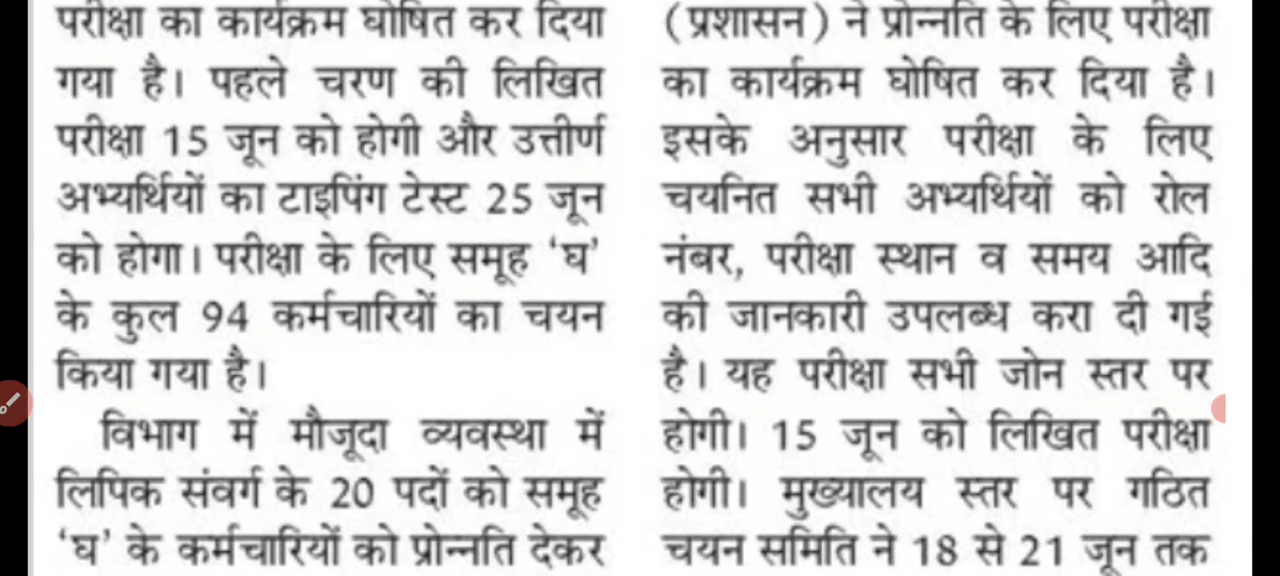 परीक्षा का कार्यक्रम घोषित कर दिया
गया है। पहले चरण की लिखित
परीक्षा 15 जून को होगी और उत्तीर्ण
अभ्यर्थियों का टाइपिंग टेस्ट 25 जून
को होगा। परीक्षा के लिए समूह ‘घ’
के कुल 94 कर्मचारियों का चयन
किया गया है।
विभाग में मौजूदा व्यवस्था में
लिपिक संवर्ग के 20 पदों को समूह
‘घ’ के कर्मचारियों को प्रोन्नति देकर
(प्रशासन) ने प्रोन्नति के लिए परीक्षा
का कार्यक्रम घोषित कर दिया है।
इसके अनुसार परीक्षा के लिए
चयनित सभी अभ्यर्थियों को रोल
नंबर, परीक्षा स्थान व समय आदि
की जानकारी उपलब्ध करा दी गई
है। यह परीक्षा सभी जोन स्तर पर
होगी। 15 जून को लिखित परीक्षा
होगी। मुख्यालय स्तर पर गठित
चयन समिति ने 18 से 21 जून तक